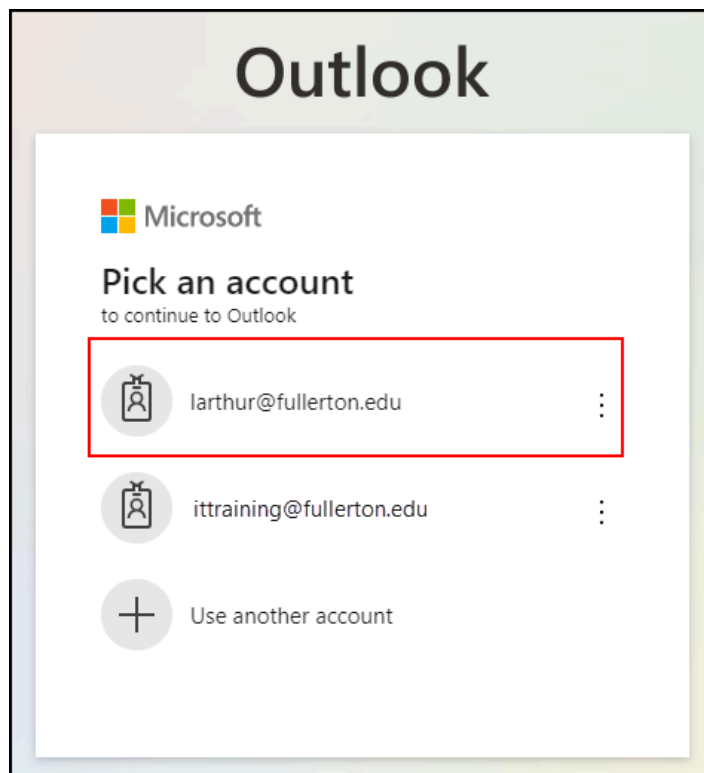 Outlook
Microsoft
Pick an account
to continue to Outlook
larthur@fullerton.edu
ittraining@fullerton.edu
Use another account